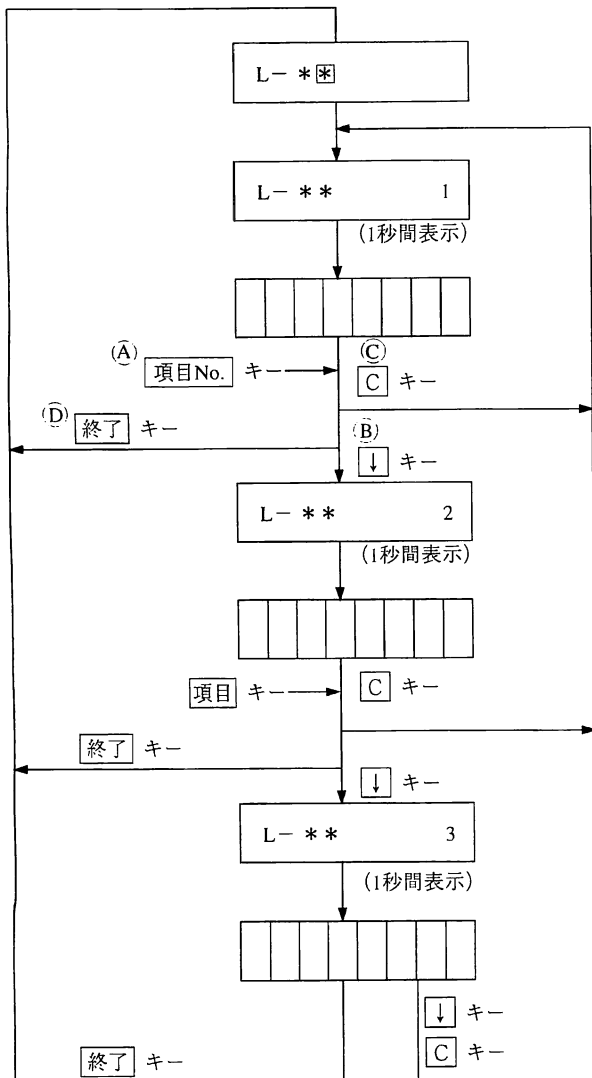 L－＊＊
L－＊＊ 1
(1秒間表示)
Ⓐ 項目No. キー
Ⓒ
C キー
Ⓓ 終了 キー
Ⓑ
↓ キー
L－＊＊ 2
(1秒間表示)
項目 キー
C キー
終了 キー
↓ キー
L－＊＊ 3
(1秒間表示)
↓ キー
C キー
終了 キー